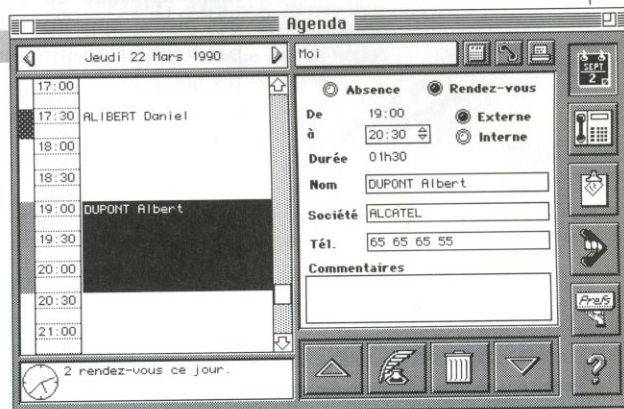 Agenda
Jeudi 22 Mars 1990
17:00
17:30 ALIBERT Daniel
18:00
18:30
19:00 DUPONT Albert
19:30
20:00
20:30
21:00
2 rendez-vous ce jour.
Moi
Absence Rendez-vous
De 19:00 Externe
à 20:30 Interne
Durée 01h30
Nom DUPONT Albert
Société ALCATEL
Tél. 65 65 65 55
Commentaires
SEPT
2
Prefs
?